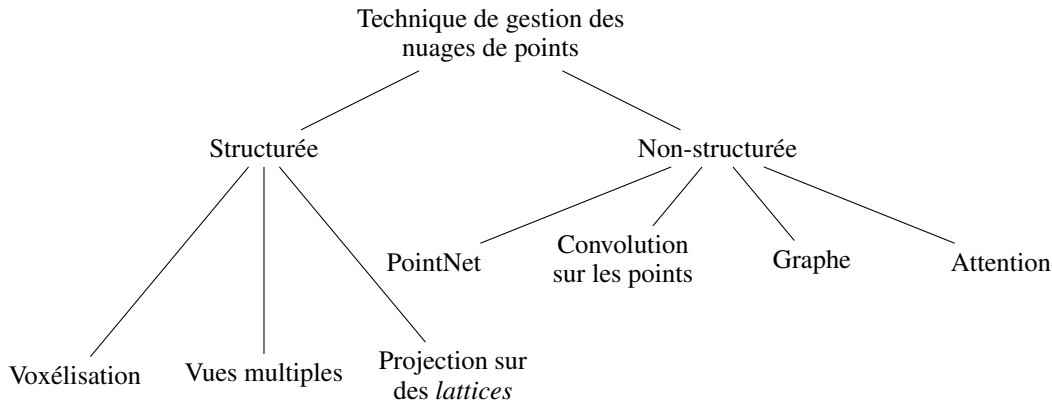 Technique de gestion des
nuages de points
Structurée
Non-structurée
PointNet
Convolution
sur les points
Graphe
Attention
Voxélisation
Vues multiples
Projection sur
des lattices